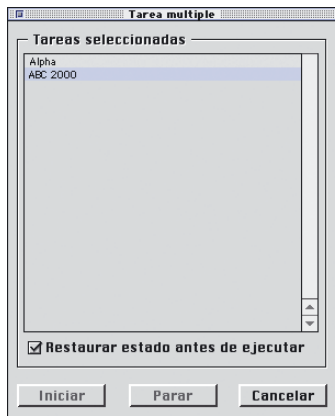 Tarea multiple
Tareas seleccionadas
Alpha
ABC 2000
Restaurar estado antes de ejecutar
Iniciar Parar Cancelar